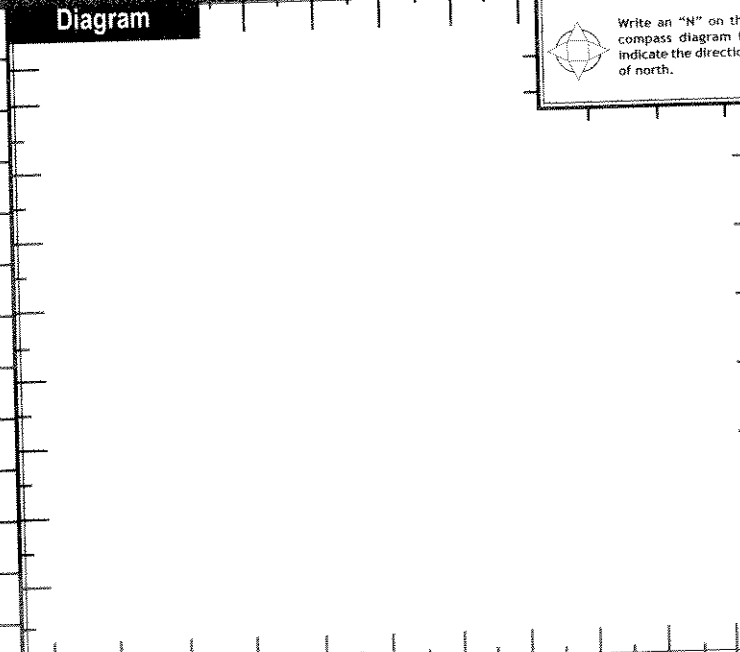 Diagram
Write an "N" on th
compass diagram
indicate the directio
of north.